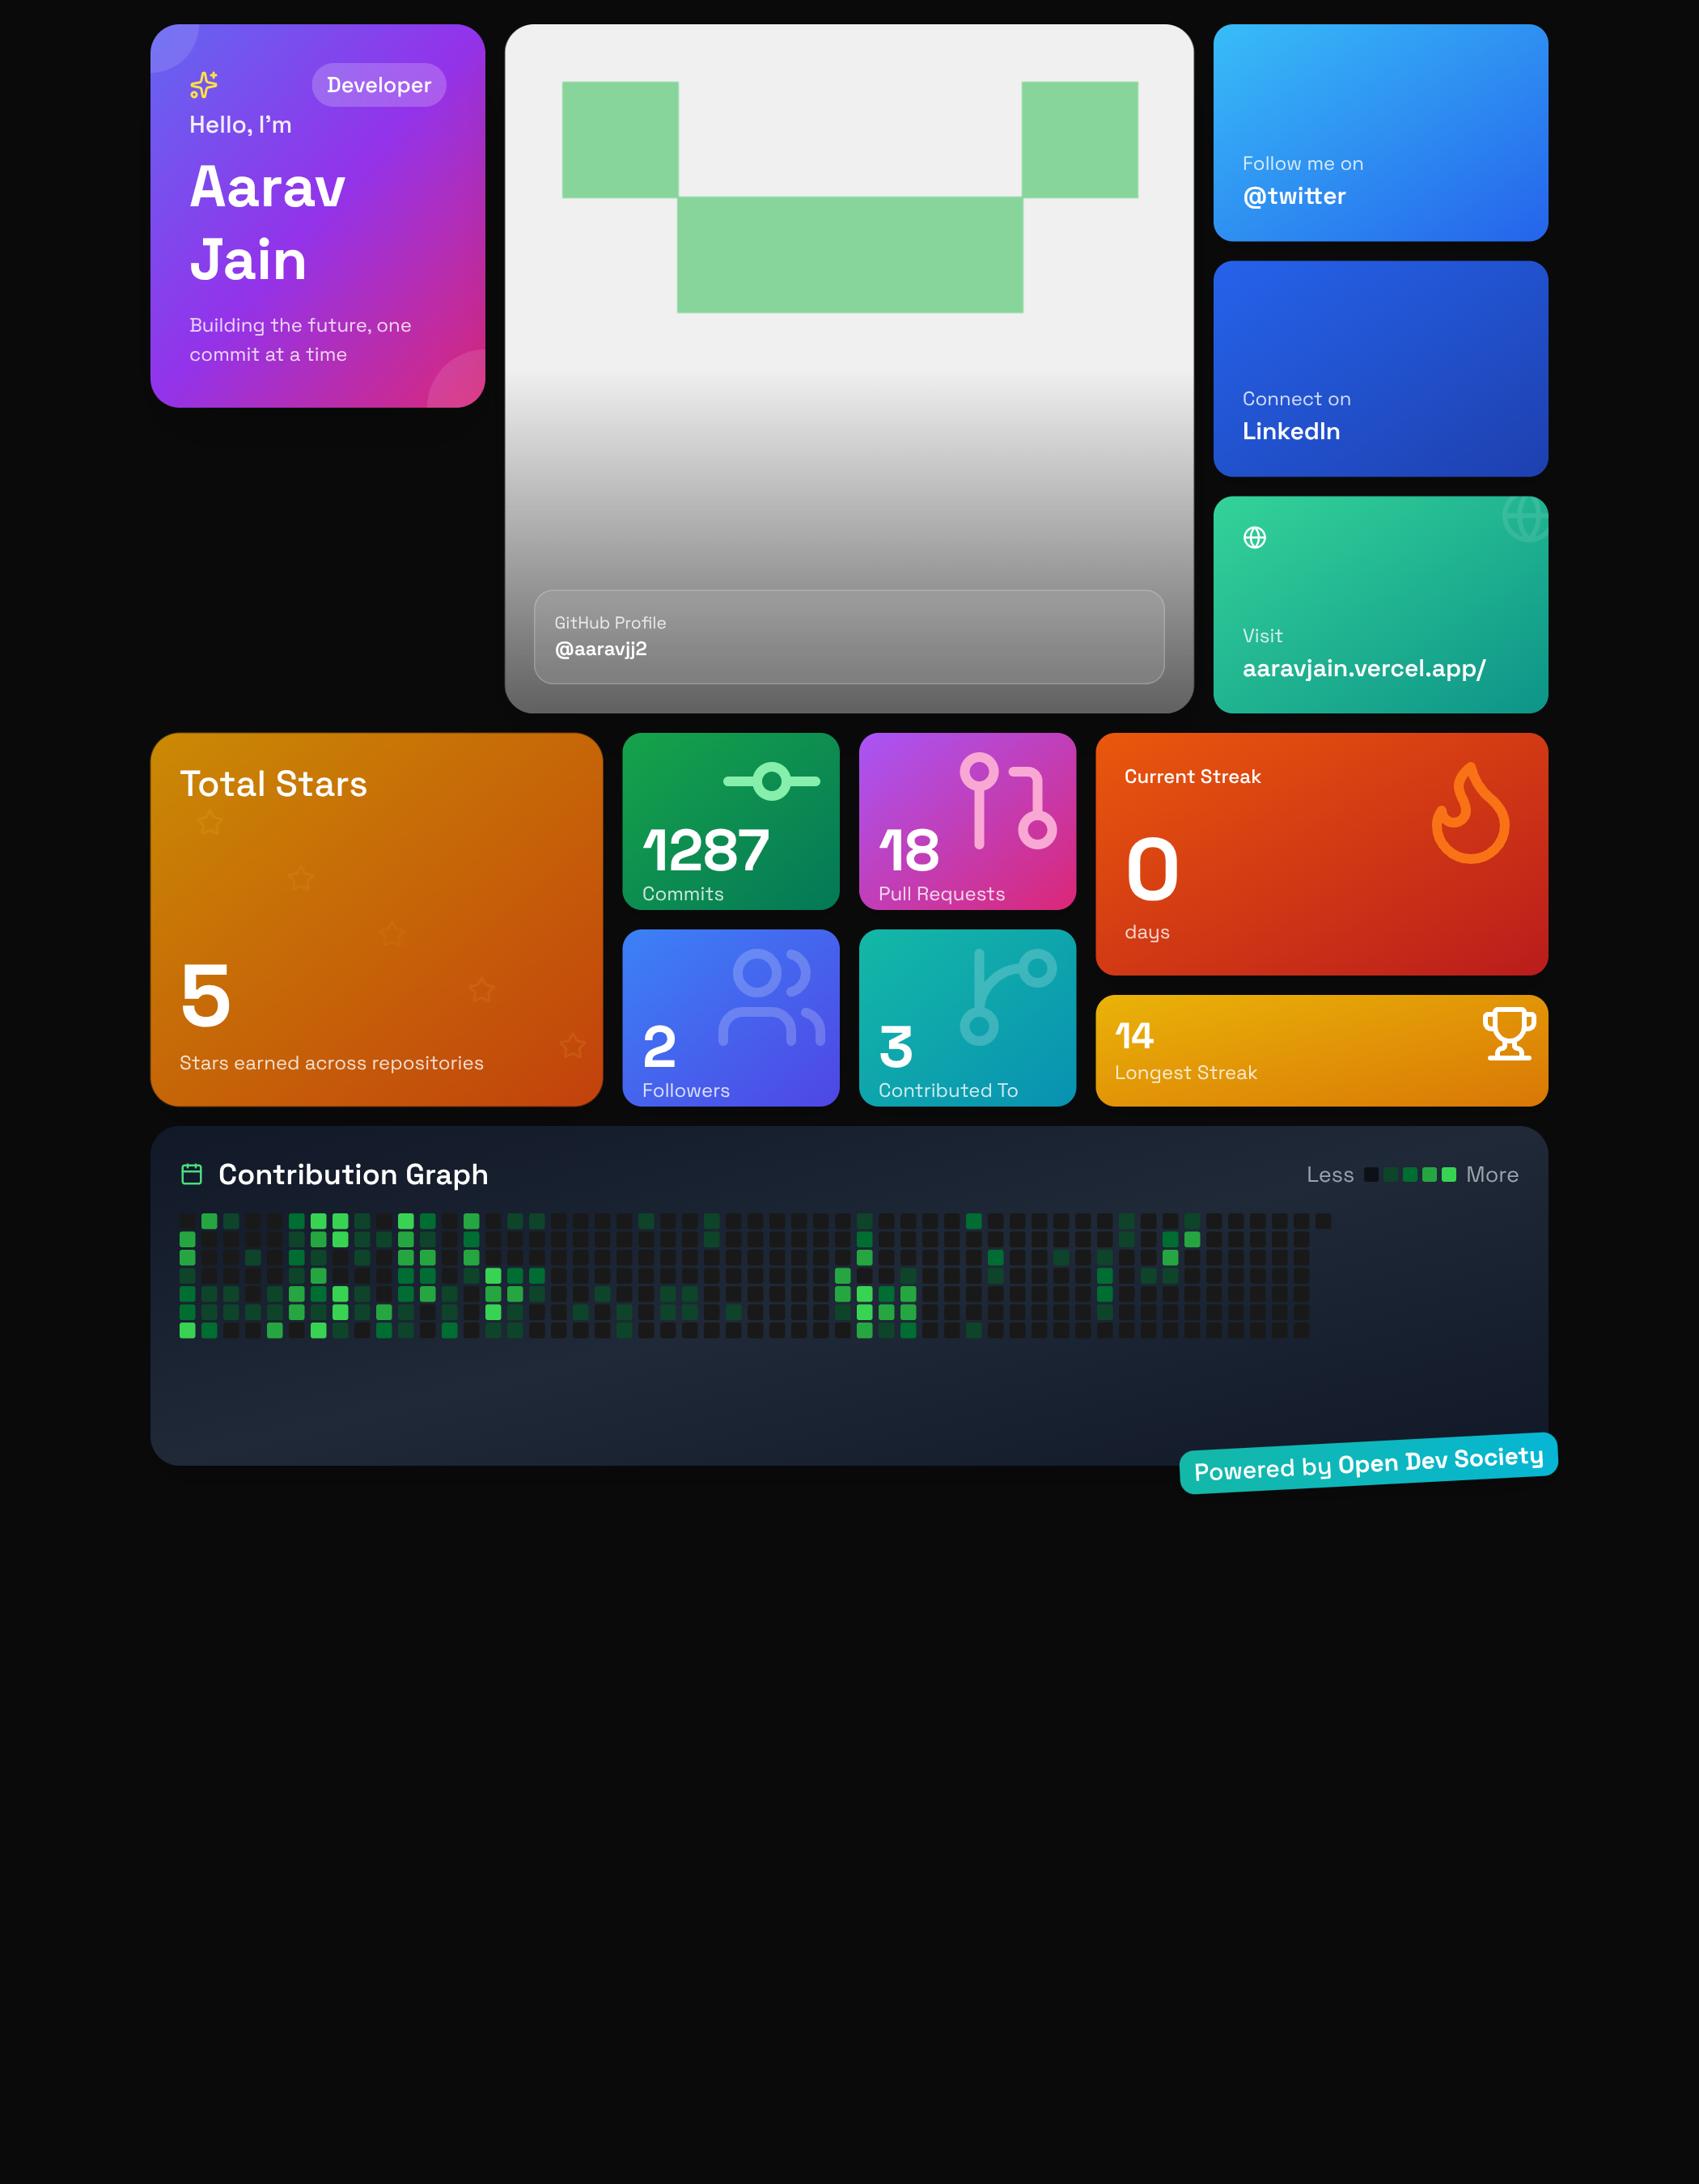 Developer
Hello, I'm
Aarav
Jain
Building the future, one
commit at a time
GitHub Profile
@aaravjj2
Follow me on
@twitter
Connect on
LinkedIn
Visit
aaravjain.vercel.app/
Total Stars
5
Stars earned across repositories
1287
Commits
18
Pull Requests
2
Followers
3
Contributed To
Current Streak
0
days
14
Longest Streak
Contribution Graph
Less
More
Powered by Open Dev Society